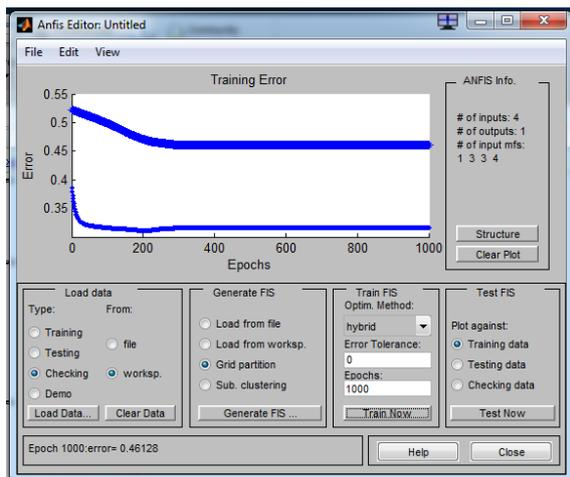 Anfis Editor: Untitled
File Edit View
Training Error
0.55
0.5
0.45
0.4
0.35
Error
0 200 400 600 800 1000
Epochs
ANFIS Info.
# of inputs: 4
# of outputs: 1
# of input mfs:
1 3 3 4
Structure
Clear Plot
Load data
Type: From:
Training
Testing
Checking
Demo
file
worksp.
Load Data... Clear Data
Generate FIS
Load from file
Load from worksp.
Grid partition
Sub. clustering
Generate FIS ...
Train FIS
Optim. Method:
hybrid
Error Tolerance:
0
Epochs:
1000
Train Now
Test FIS
Plot against:
Training data
Testing data
Checking data
Test Now
Epoch 1000:error= 0.46128
Help Close